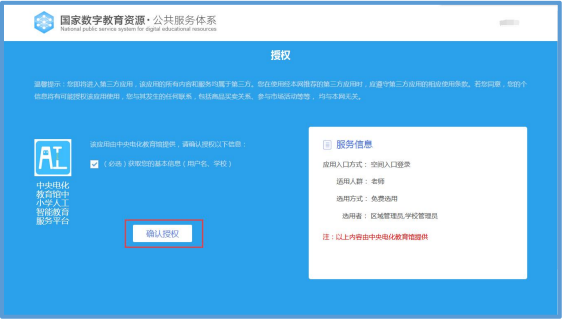 国家数字教育资源·公共服务体系
National public service system for digital educational resources
授权
温馨提示：您即将进入第三方应用，该应用的所有内容和服务均属于第三方。您在使用经本网推荐的第三方应用时，应遵守第三方应用的相应使用条款。若您同意，您的个
信息将有可能授权该应用使用，您与其发生的任何联系，包括商品买卖关系、参与市场活动等等，均与本网无关。
该应用由中央电化教育馆提供，请确认授权以下信息：
（必选）获取您的基本信息（用户名、学校）
中央电化
教育馆中
小学人工
智能教育
服务平台
确认授权
服务信息
应用入口方式：空间入口登录
适用人群：老师
选用方式：免费选用
选用者：区域管理员,学校管理员
注：以上内容由中央电化教育馆提供